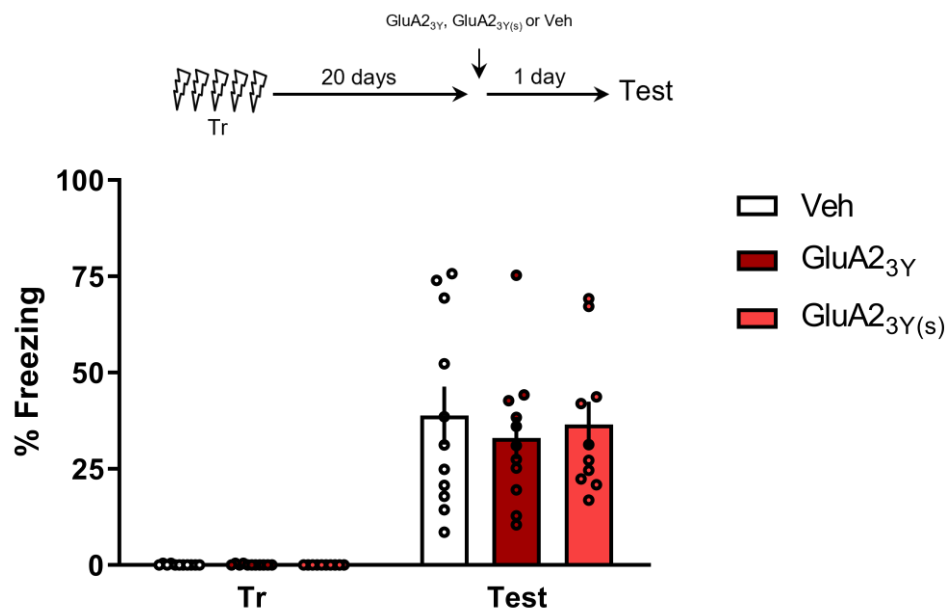 GluA23Y, GluA23Y(s) or Veh
20 days
1 day
Test
Tr
100
75
50
25
0
% Freezing
Tr
Test
Veh
GluA23Y
GluA23Y(s)